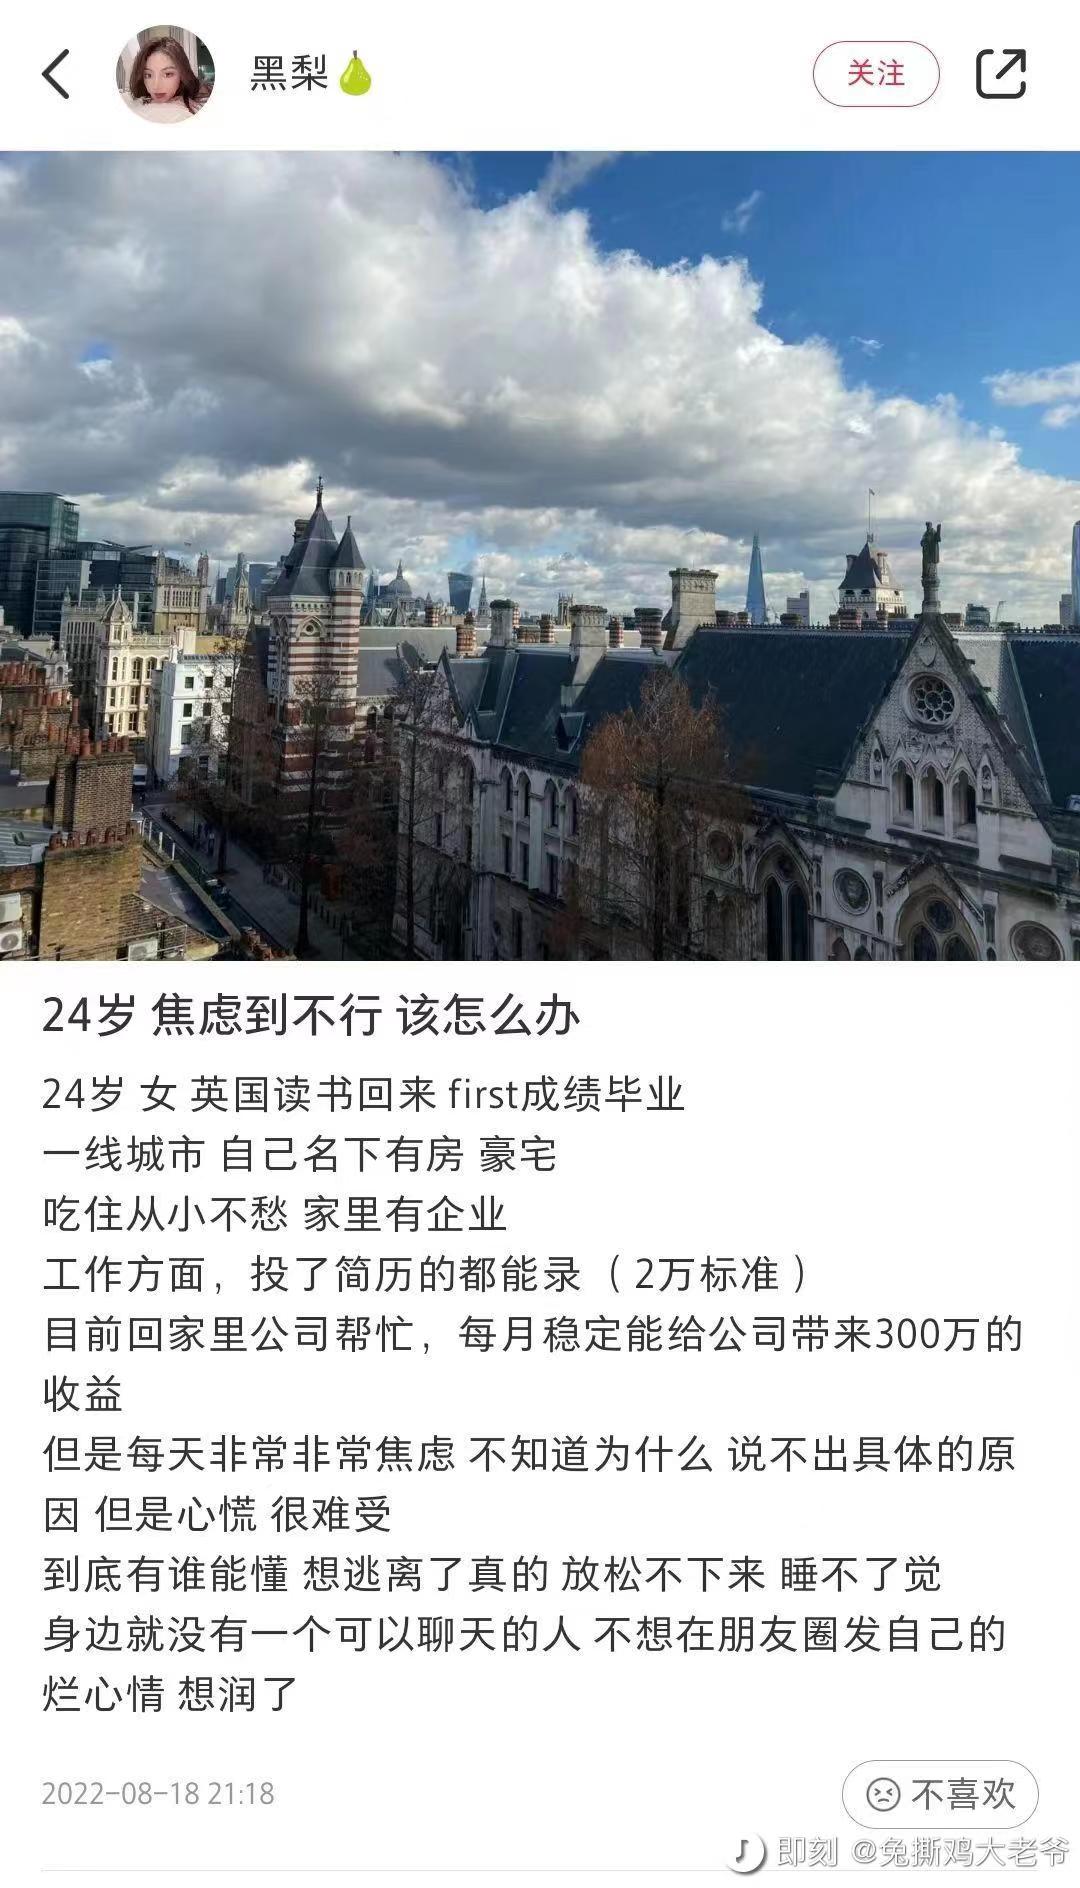 黑梨🍐
关注
24岁 焦虑到不行 该怎么办
24岁 女 英国读书回来 first成绩毕业
一线城市 自己名下有房 豪宅
吃住从小不愁 家里有企业
工作方面，投了简历的都能录（2万标准）
目前回家里公司帮忙，每月稳定能给公司带来300万的
收益
但是每天非常非常焦虑 不知道为什么 说不出具体的原
因 但是心慌 很难受
到底有谁能懂 想逃离了真的 放松不下来 睡不了觉
身边就没有一个可以聊天的人 不想在朋友圈发自己的
烂心情 想润了
2022-08-18 21:18
不喜欢
即刻 @兔撕鸡大老爷